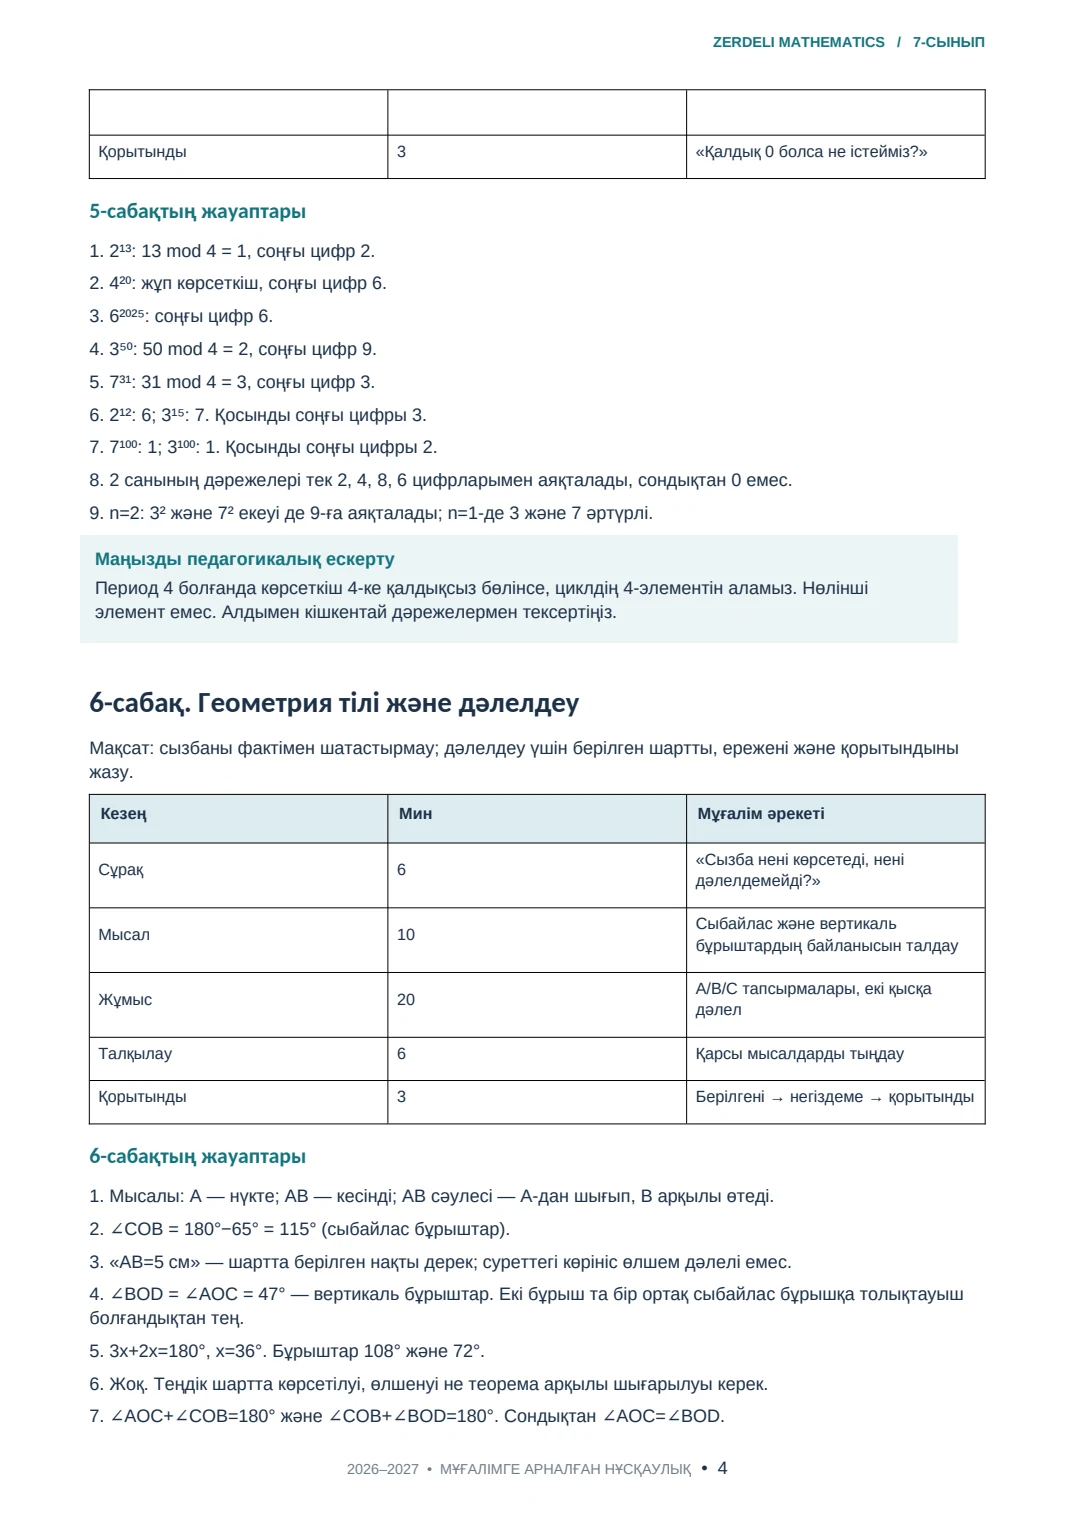 ZERDELI MATHEMATICS / 7-СЫНЫП
Қорытынды 3 «Қалдық 0 болса не істейміз?»
5-сабақтың жауаптары
1. 2¹³: 13 mod 4 = 1, соңғы цифр 2.
2. 4²⁰: жұп көрсеткіш, соңғы цифр 6.
3. 6²⁰²⁵: соңғы цифр 6.
4. 3⁵⁰: 50 mod 4 = 2, соңғы цифр 9.
5. 7³¹: 31 mod 4 = 3, соңғы цифр 3.
6. 2¹²: 6; 3¹⁵: 7. Қосынды соңғы цифры 3.
7. 7¹⁰⁰: 1; 3¹⁰⁰: 1. Қосынды соңғы цифры 2.
8. 2 санының дәрежелері тек 2, 4, 8, 6 цифрларымен аяқталады, сондықтан 0 емес.
9. n=2: 3² және 7² екеуі де 9-ға аяқталады; n=1-де 3 және 7 әртүрлі.
Маңызды педагогикалық ескерту
Период 4 болғанда көрсеткіш 4-ке қалдықсыз бөлінсе, циклдің 4-элементін аламыз. Нөлінші
элемент емес. Алдымен кішкентай дәрежелермен тексертіңіз.
6-сабақ. Геометрия тілі және дәлелдеу
Мақсат: сызбаны фактімен шатастырмау; дәлелдеу үшін берілген шартты, ережені және қорытындыны
жазу.
Кезең Мин Мұғалім әрекеті
Сұрақ 6 «Сызба нені көрсетеді, нені
дәлелдемейді?»
Мысал 10 Сыбайлас және вертикаль
бұрыштардың байланысын талдау
Жұмыс 20 A/B/C тапсырмалары, екі қысқа
дәлел
Талқылау 6 Қарсы мысалдарды тыңдау
Қорытынды 3 Берілгені → негіздеме → қорытынды
6-сабақтың жауаптары
1. Мысалы: A — нүкте; AB — кесінді; AB сәулесі — A-дан шығып, B арқылы өтеді.
2. ∠COB = 180°−65° = 115° (сыбайлас бұрыштар).
3. «AB=5 см» — шартта берілген нақты дерек; суреттегі көрініс өлшем дәлелі емес.
4. ∠BOD = ∠AOC = 47° — вертикаль бұрыштар. Екі бұрыш та бір ортақ сыбайлас бұрышқа толықтауыш
болғандықтан тең.
5. 3x+2x=180°, x=36°. Бұрыштар 108° және 72°.
6. Жоқ. Теңдік шартта көрсетілуі, өлшенуі не теорема арқылы шығарылуы керек.
7. ∠AOC+∠COB=180° және ∠COB+∠BOD=180°. Сондықтан ∠AOC=∠BOD.
2026–2027 • МҰҒАЛІМГЕ АРНАЛҒАН НҰСҚАУЛЫҚ • 4